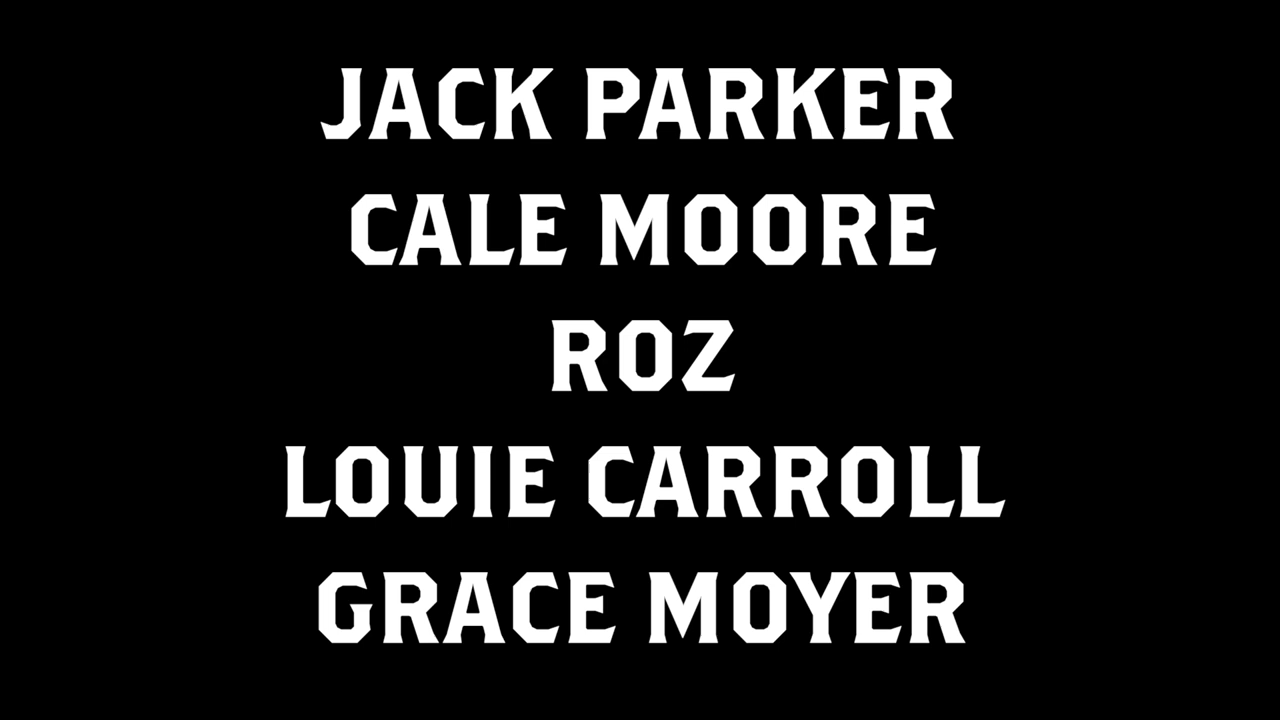 JACK PARKER
CALE MOORE
ROZ
LOUIE CARROLL
GRACE MOYER